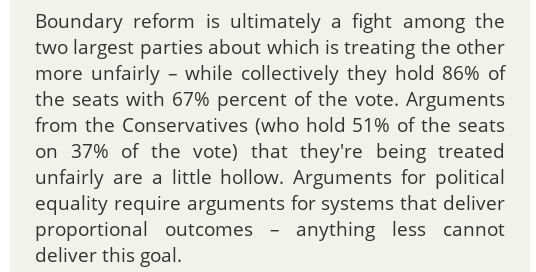 Boundary reform is ultimately a fight among the
two largest parties about which is treating the other
more unfairly – while collectively they hold 86% of
the seats with 67% percent of the vote. Arguments
from the Conservatives (who hold 51% of the seats
on 37% of the vote) that they're being treated
unfairly are a little hollow. Arguments for political
equality require arguments for systems that deliver
proportional outcomes – anything less cannot
deliver this goal.